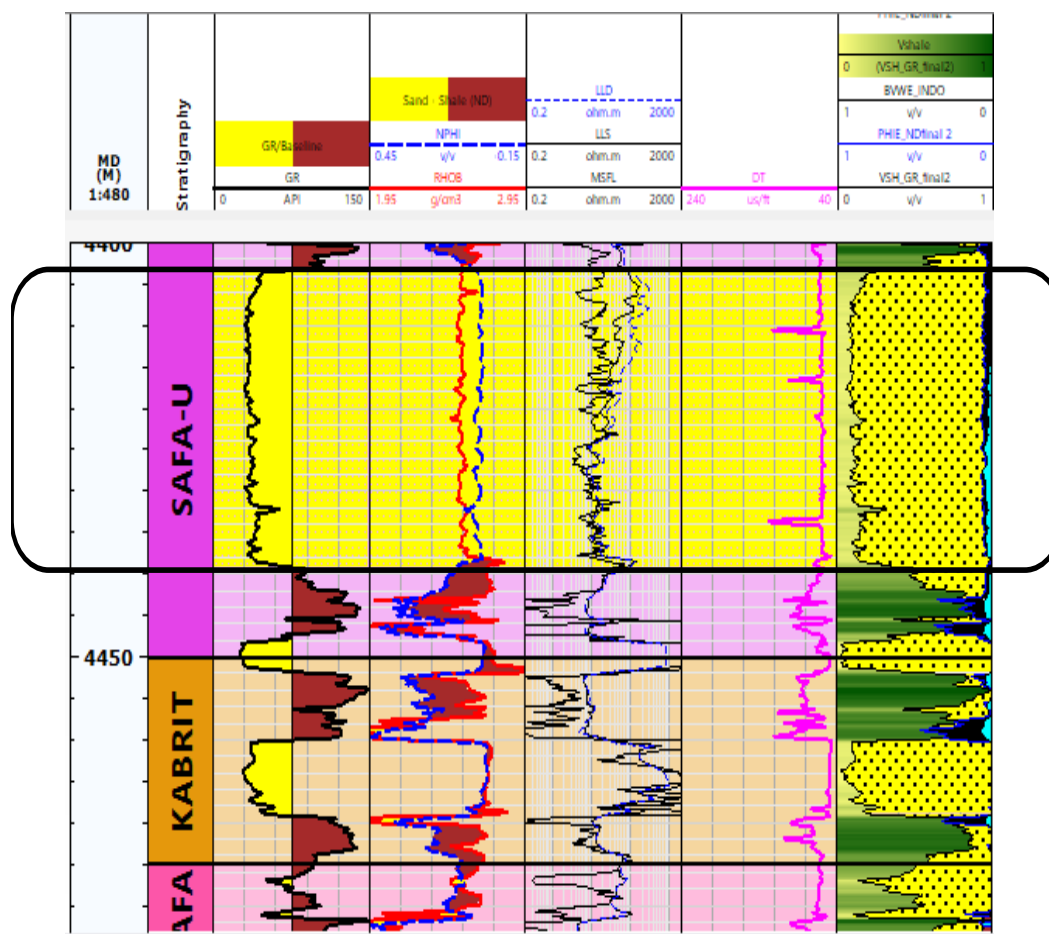 PHIE_NDfinal 2
Vshale
0 (VSH_GR_final2) 1
BVWE_INDO
1 v/v 0
PHIE_NDfinal 2
1 v/v 0
VSH_GR_final2
0 v/v 1
MD
(M)
1:480
Stratigraphy
GR/Baseline
GR
0 API 150
Sand - Shale (ND)
NPHI
0.45 v/v -0.15
RHOB
1.95 g/cm3 2.95
LLD
0.2 ohm.m 2000
LLS
0.2 ohm.m 2000
MSFL
0.2 ohm.m 2000
DT
240 us/ft 40
4400
SAFA-U
4450
KABRIT
AFA